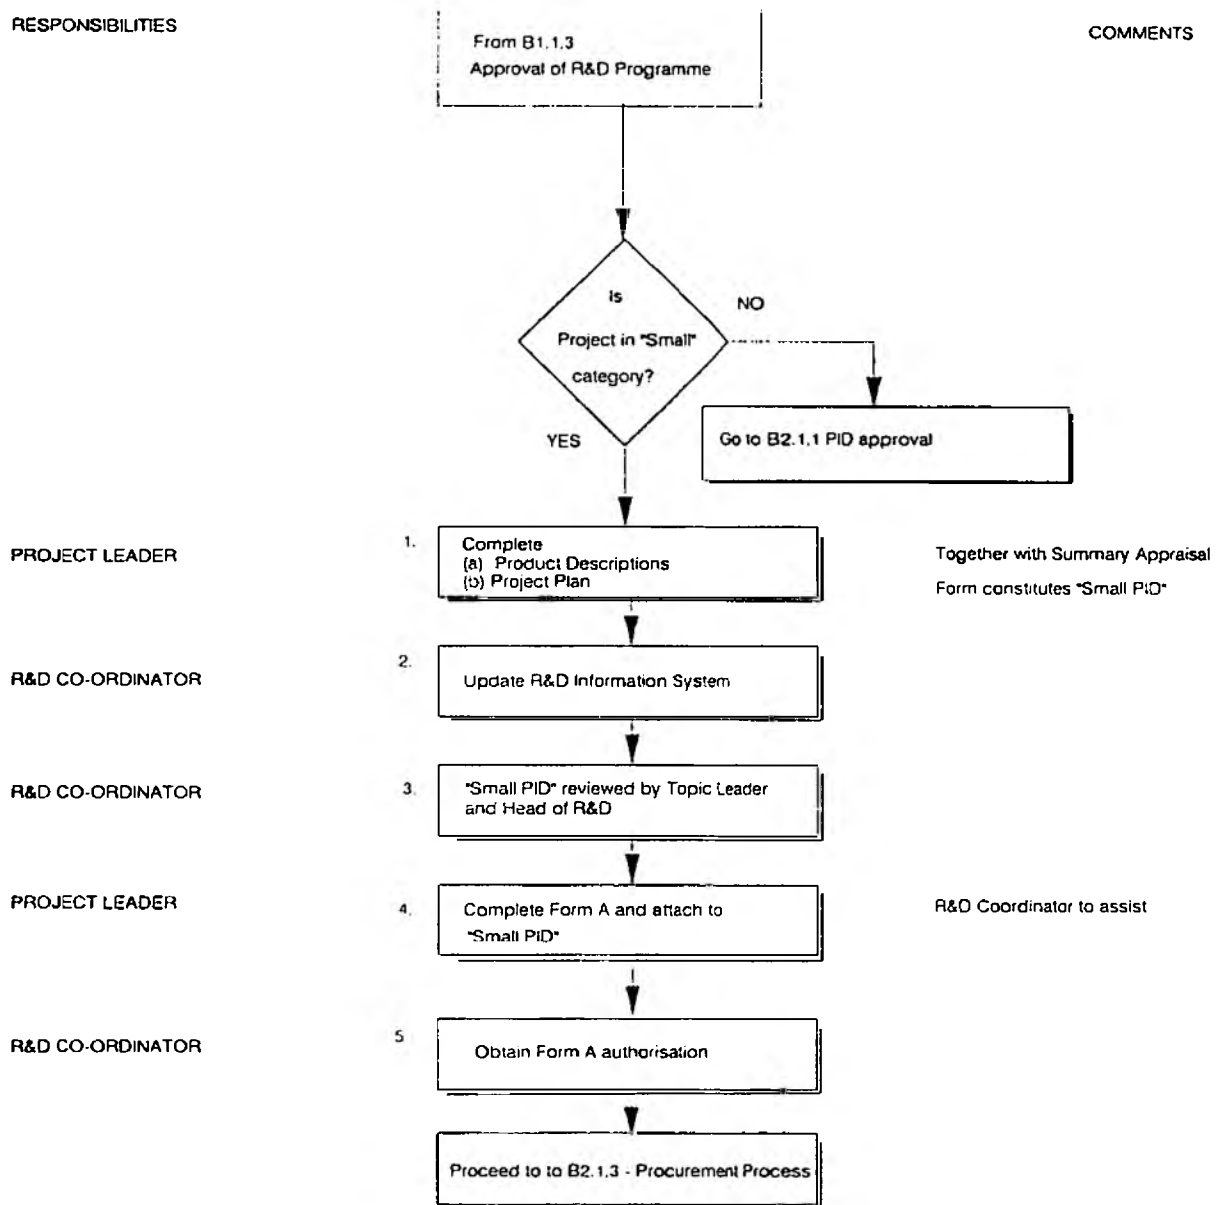 RESPONSIBILITIES
COMMENTS
From B1.1.3
Approval of R&D Programme
Is
Project in "Small"
category?
NO
YES
Go to B2.1.1 PID approval
PROJECT LEADER
1.
Complete
(a) Product Descriptions
(b) Project Plan
Together with Summary Appraisal
Form constitutes "Small PID"
R&D CO-ORDINATOR
2.
Update R&D Information System
R&D CO-ORDINATOR
3.
"Small PID" reviewed by Topic Leader
and Head of R&D
PROJECT LEADER
4.
Complete Form A and attach to
"Small PID"
R&D Coordinator to assist
R&D CO-ORDINATOR
5
Obtain Form A authorisation
Proceed to to B2.1.3 - Procurement Process